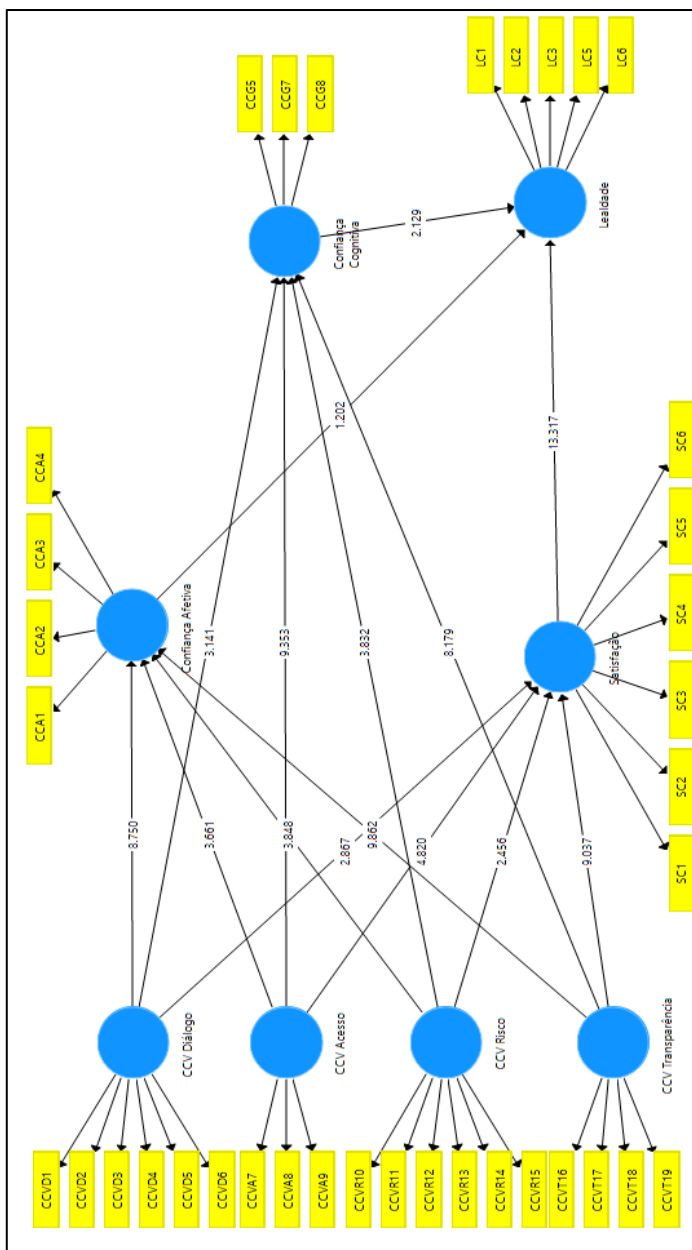 CCVD1
CCVD2
CCVD3
CCVD4
CCVD5
CCVD6
CCVA7
CCVA8
CCVA9
CCVR10
CCVR11
CCVR12
CCVR13
CCVR14
CCVR15
CCVT16
CCVT17
CCVT18
CCVT19
CCV Diálogo
CCV Acesso
CCV Risco
CCV Transparência
8.750
3.141
2.867
3.661
9.353
4.820
3.848
3.832
2.456
9.862
8.179
9.037
CCA1
CCA2
CCA3
CCA4
Confiança Afetiva
SC1
SC2
SC3
SC4
SC5
SC6
Satisfação
1.202
2.129
13.317
CCG5
CCG7
CCG8
Confiança
Cognitiva
LC1
LC2
LC3
LC5
LC6
Lealdade